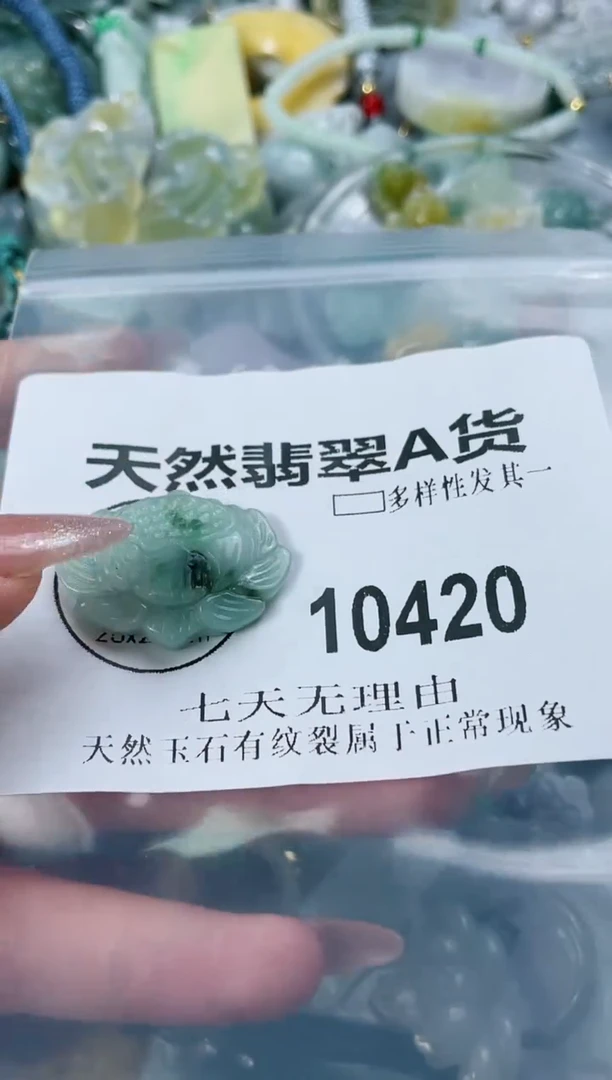 天然翡翠A货
多样性发其一
10420
七天无理由
天然玉石有纹裂属于正常现象